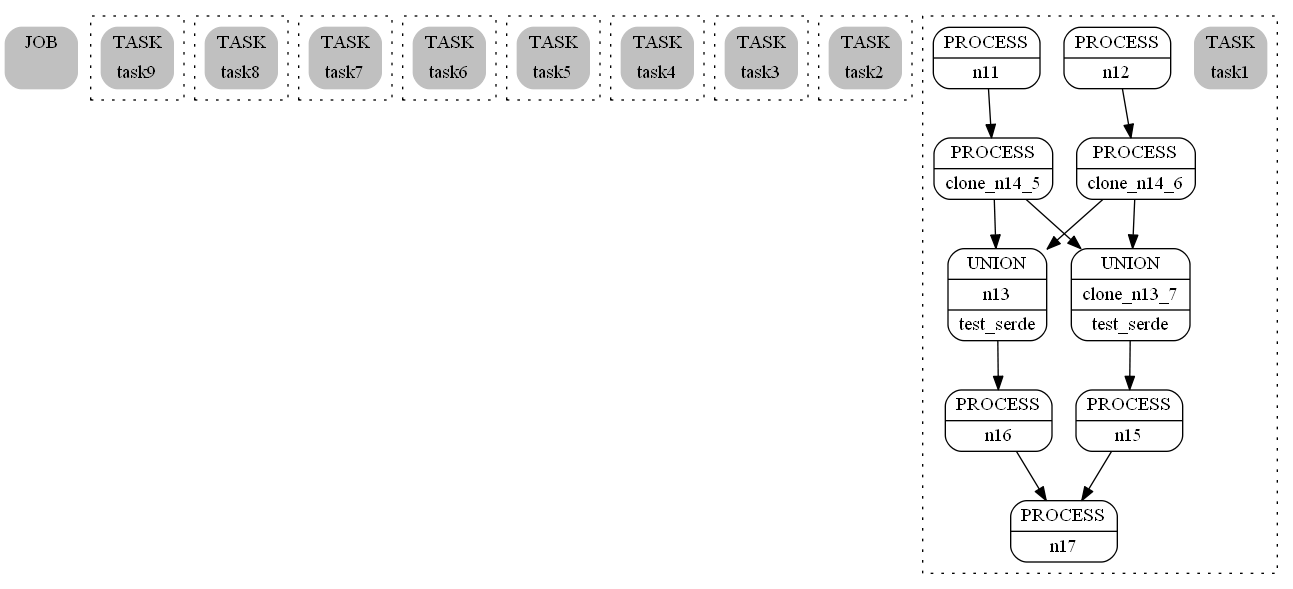 JOB
TASK
task9
TASK
task8
TASK
task7
TASK
task6
TASK
task5
TASK
task4
TASK
task3
TASK
task2
PROCESS
n11
PROCESS
n12
TASK
task1
PROCESS
clone_n14_5
PROCESS
clone_n14_6
UNION
n13
test_serde
UNION
clone_n13_7
test_serde
PROCESS
n16
PROCESS
n15
PROCESS
n17